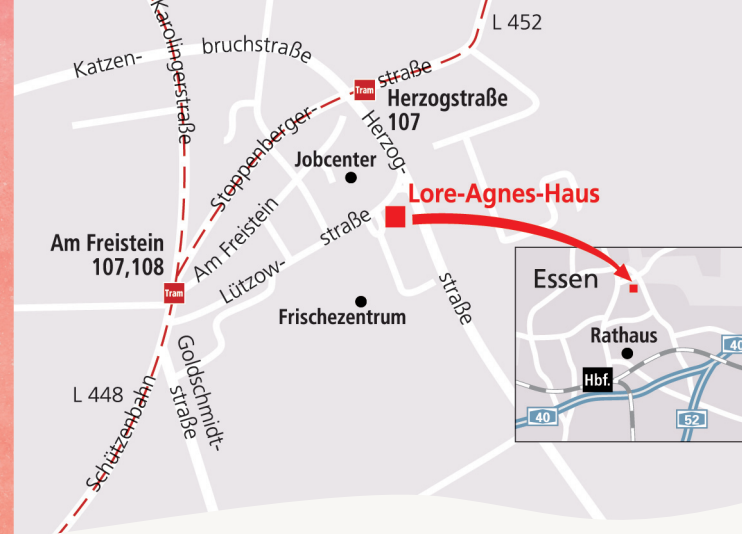 L 452
Karolingerstraße
Katzen-
bruchstraße
straße
Tram
Herzogstraße
107
Stoppenberger-
Herzog-
Jobcenter
Lore-Agnes-Haus
Am Freistein
107,108
Am Freistein
straße
Lützow-
Tram
straße
Frischezentrum
Essen
Rathaus
40
Hbf.
40
52
Goldschmidt-
straße
L 448
Schützenbahn